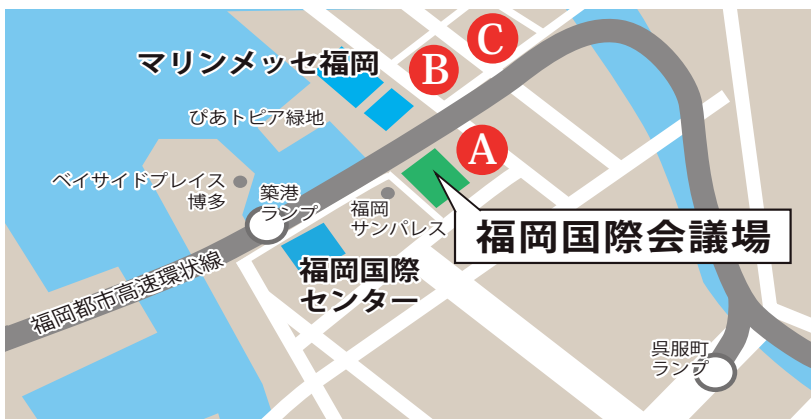 マリンメッセ福岡
B
C
ぴあトピア緑地
A
ベイサイドプレイス
博多
築港
ランプ
福岡
サンパレス
福岡国際会議場
福岡国際
センター
福岡都市高速環状線
呉服町
ランプ